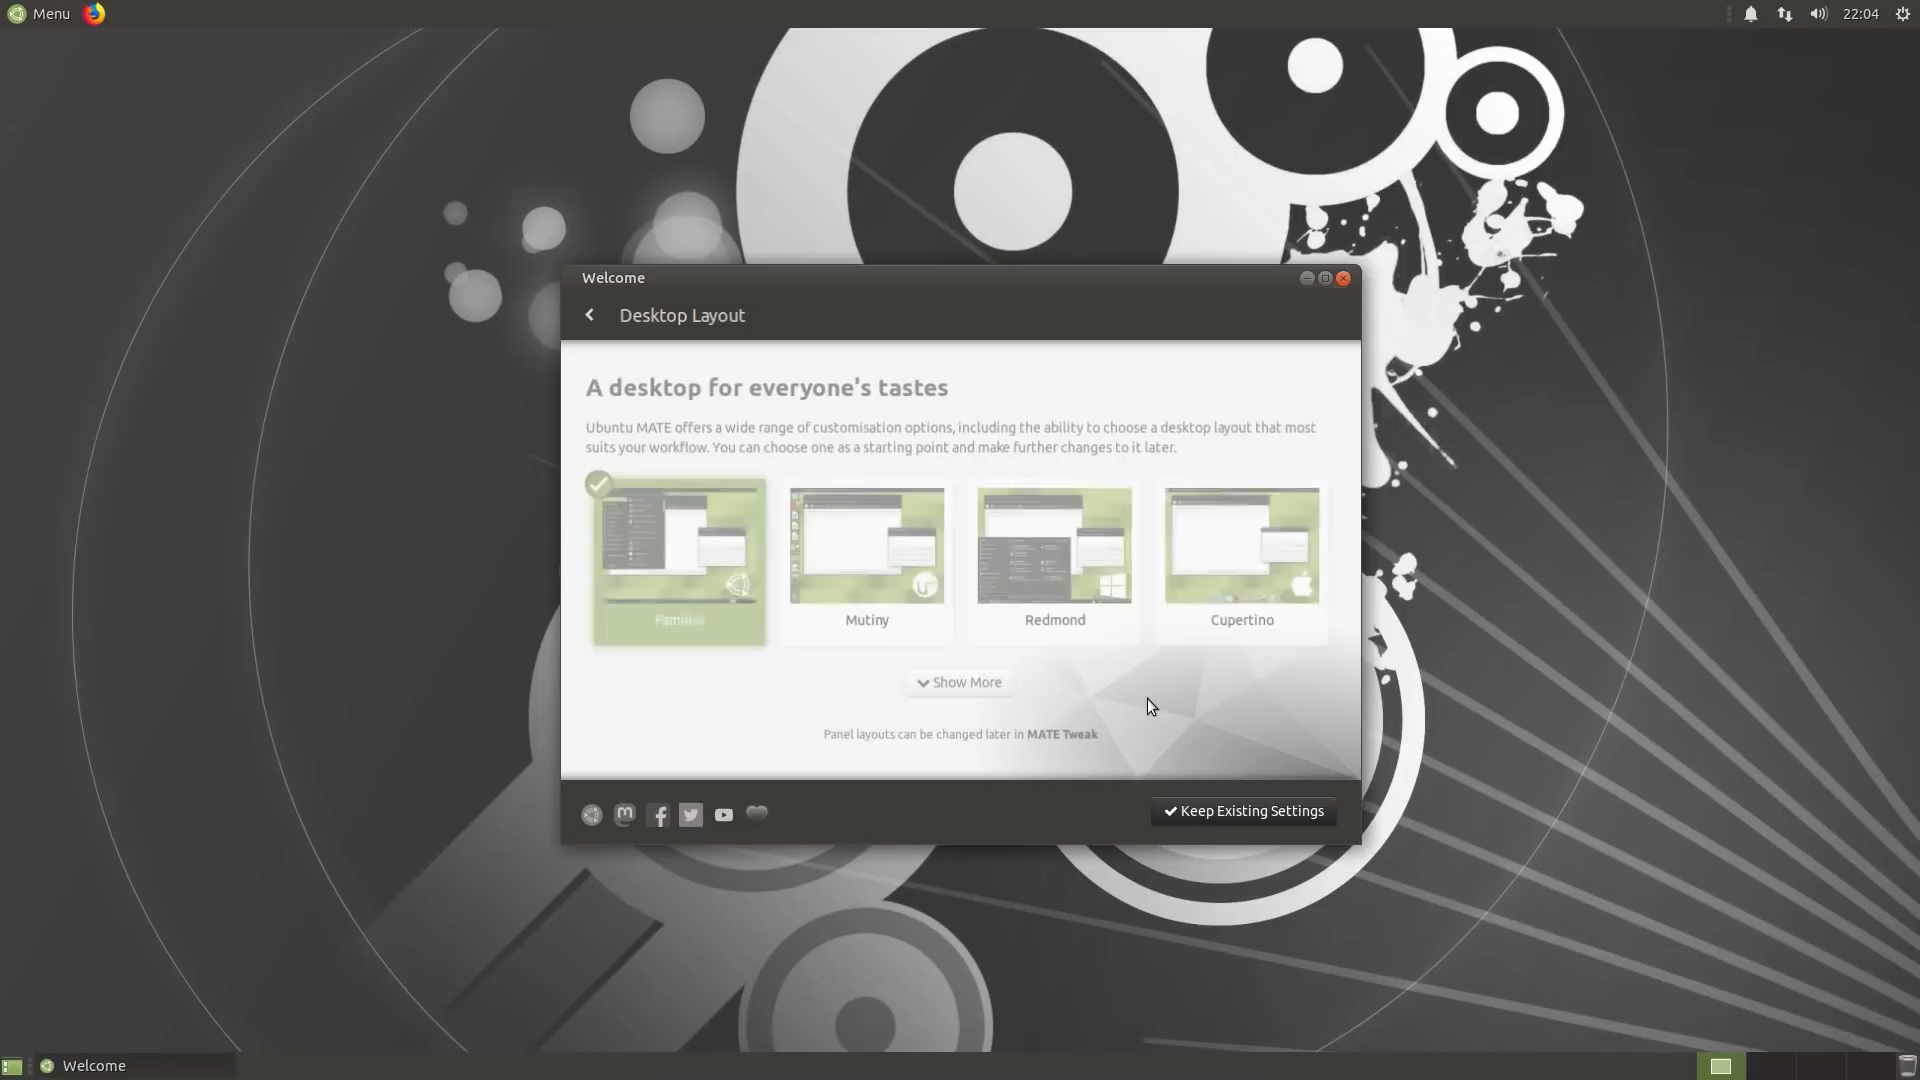 Menu
22:04
Welcome
Desktop Layout
A desktop for everyone's tastes
Ubuntu MATE offers a wide range of customisation options, including the ability to choose a desktop layout that most
suits your workflow. You can choose one as a starting point and make further changes to it later.
Familiar
Mutiny
Redmond
Cupertino
Show More
Panel layouts can be changed later in MATE Tweak
Keep Existing Settings
Welcome